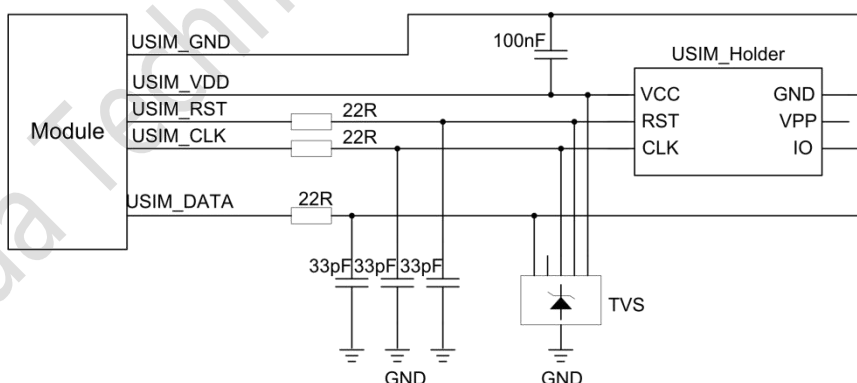 USIM_GND
100nF
USIM_Holder
USIM_VDD
VCC
GND
USIM_RST
22R
RST
VPP
Module
USIM_CLK
22R
CLK
IO
USIM_DATA
22R
33pF
33pF
33pF
TVS
GND
GND